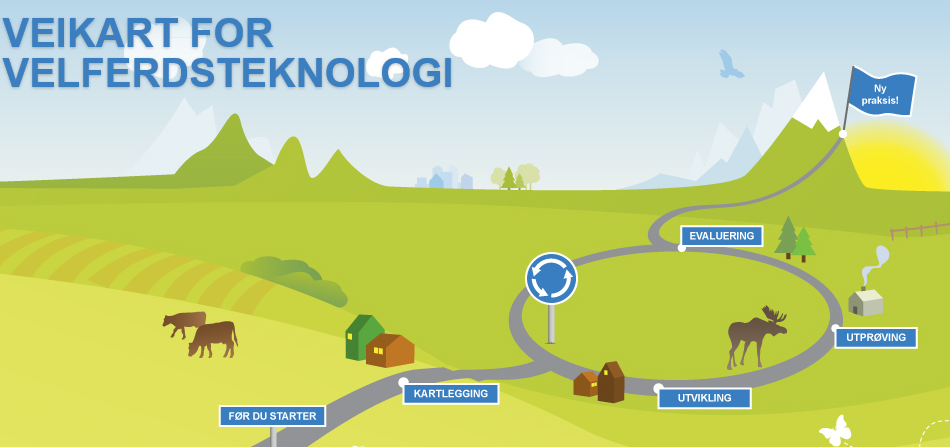 VEIKART FOR
VELFERDSTEKNOLOGI
Ny
praksis!
EVALUERING
UTPRØVING
UTVIKLING
KARTLEGGING
FØR DU STARTER